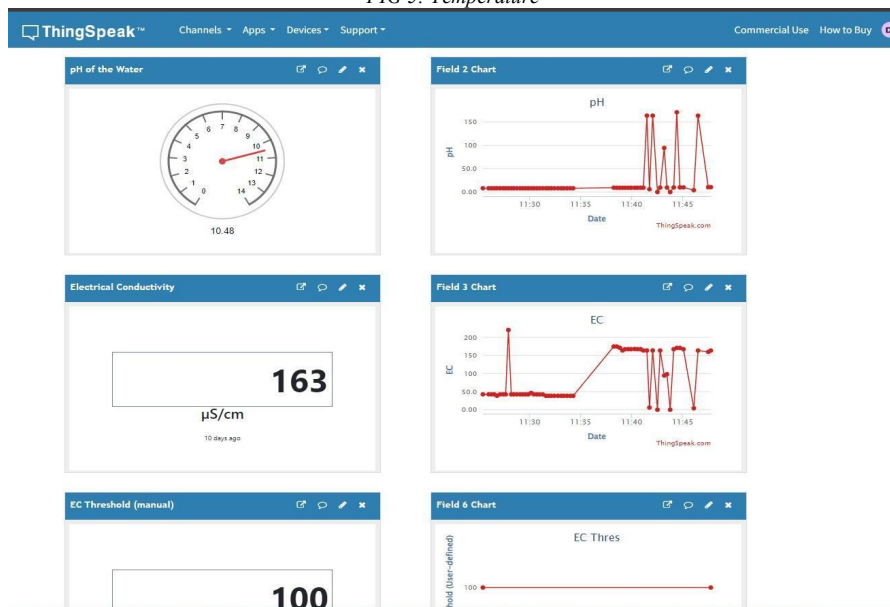 FIG 5. Temperature
ThingSpeak™ Channels Apps Devices Support Commercial Use How to Buy D
pH of the Water
0 1 2 3 4 5 6 7 8 9 10 11 12 13 14
10.48
Field 2 Chart
pH
pH
150
100
50.0
0.00
11:30 11:35 11:40 11:45
Date
ThingSpeak.com
Electrical Conductivity
163
µS/cm
10 days ago
Field 3 Chart
EC
EC
200
150
100
50.0
0.00
11:30 11:35 11:40 11:45
Date
ThingSpeak.com
EC Threshold (manual)
100
Field 6 Chart
EC Thres
hold (User-defined)
100